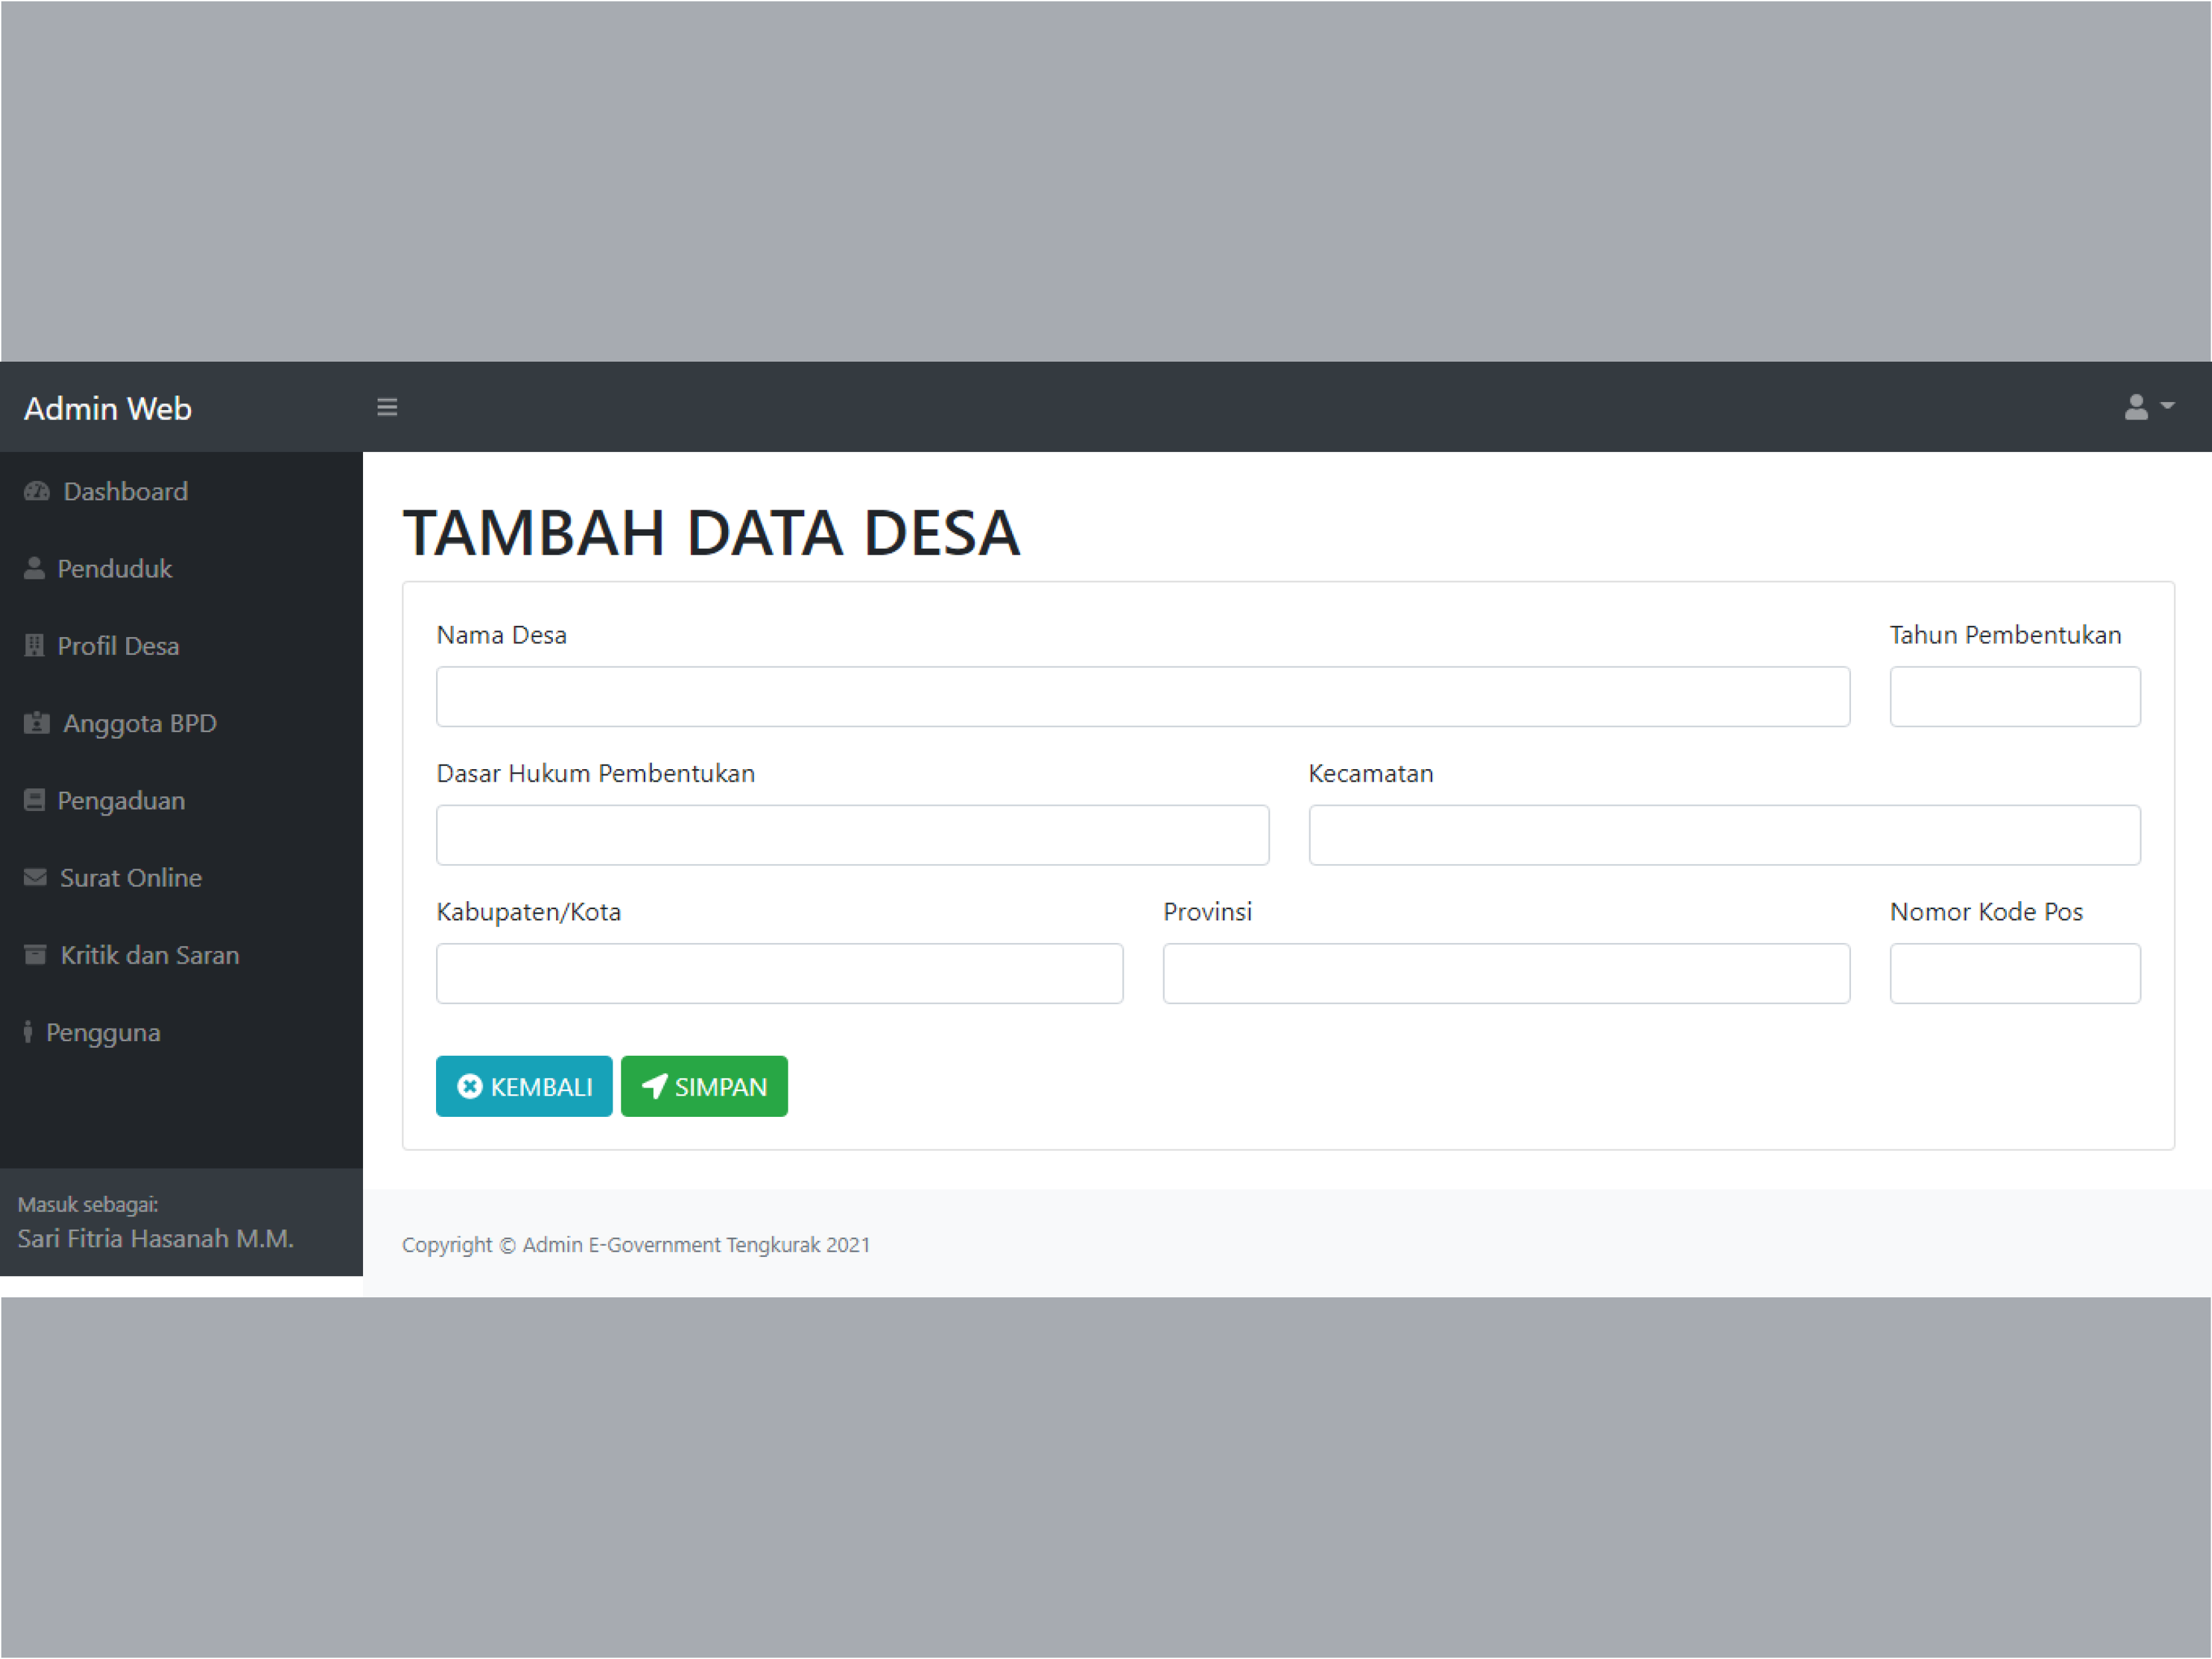 Admin Web
Dashboard
Penduduk
Profil Desa
Anggota BPD
Pengaduan
Surat Online
Kritik dan Saran
Pengguna
Masuk sebagai:
Sari Fitria Hasanah M.M.
TAMBAH DATA DESA
Nama Desa
Tahun Pembentukan
Dasar Hukum Pembentukan
Kecamatan
Kabupaten/Kota
Provinsi
Nomor Kode Pos
KEMBALI
SIMPAN
Copyright © Admin E-Government Tengkurak 2021